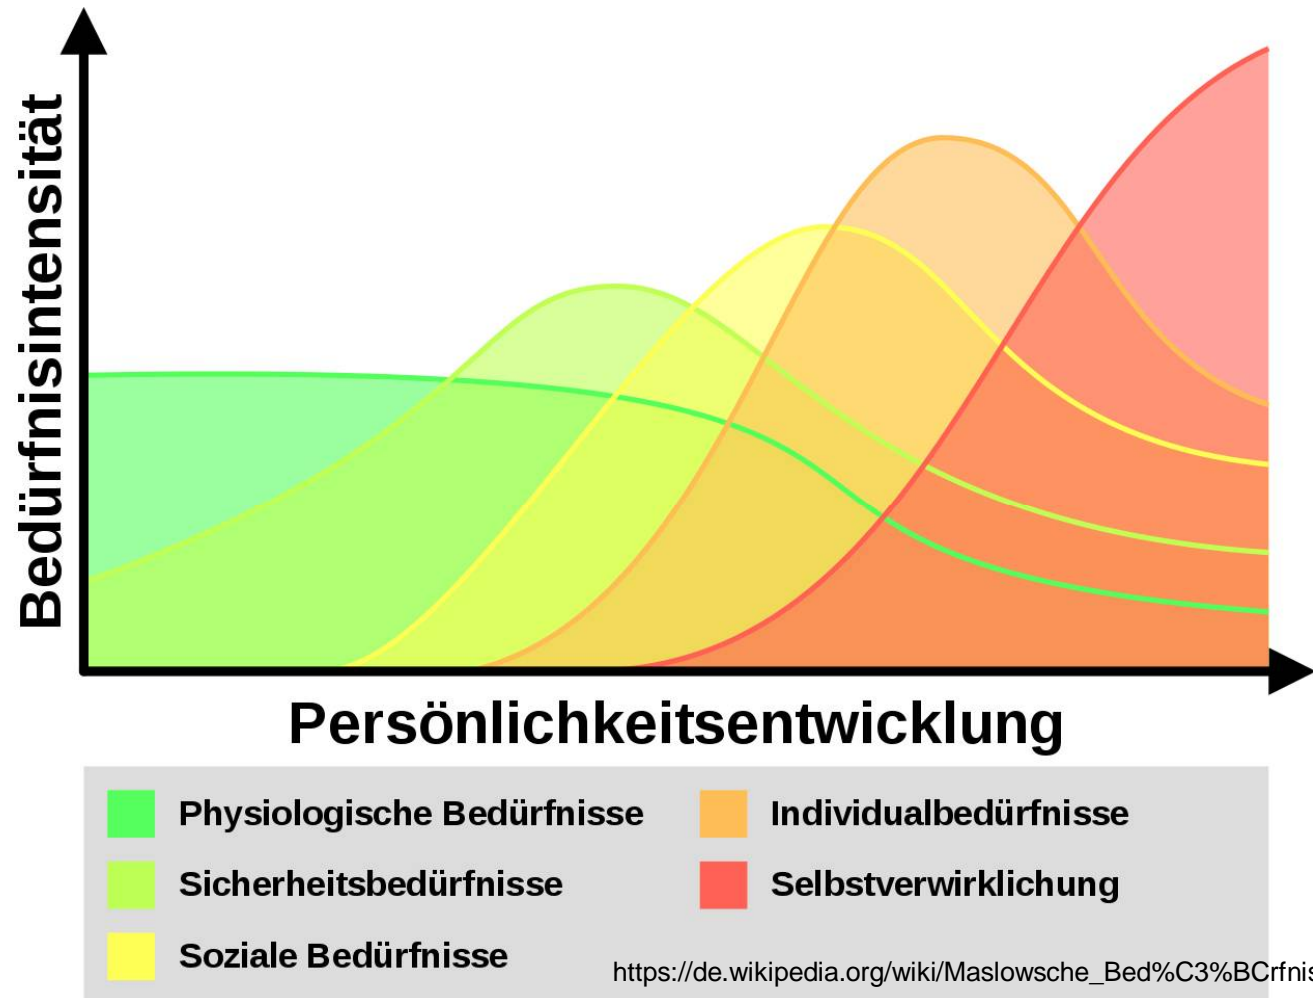 Bedürfnisintensität
Persönlichkeitsentwicklung
Physiologische Bedürfnisse
Sicherheitsbedürfnisse
Soziale Bedürfnisse
Individualbedürfnisse
Selbstverwirklichung
https://de.wikipedia.org/wiki/Maslowsche_Bed%C3%BCrfnis